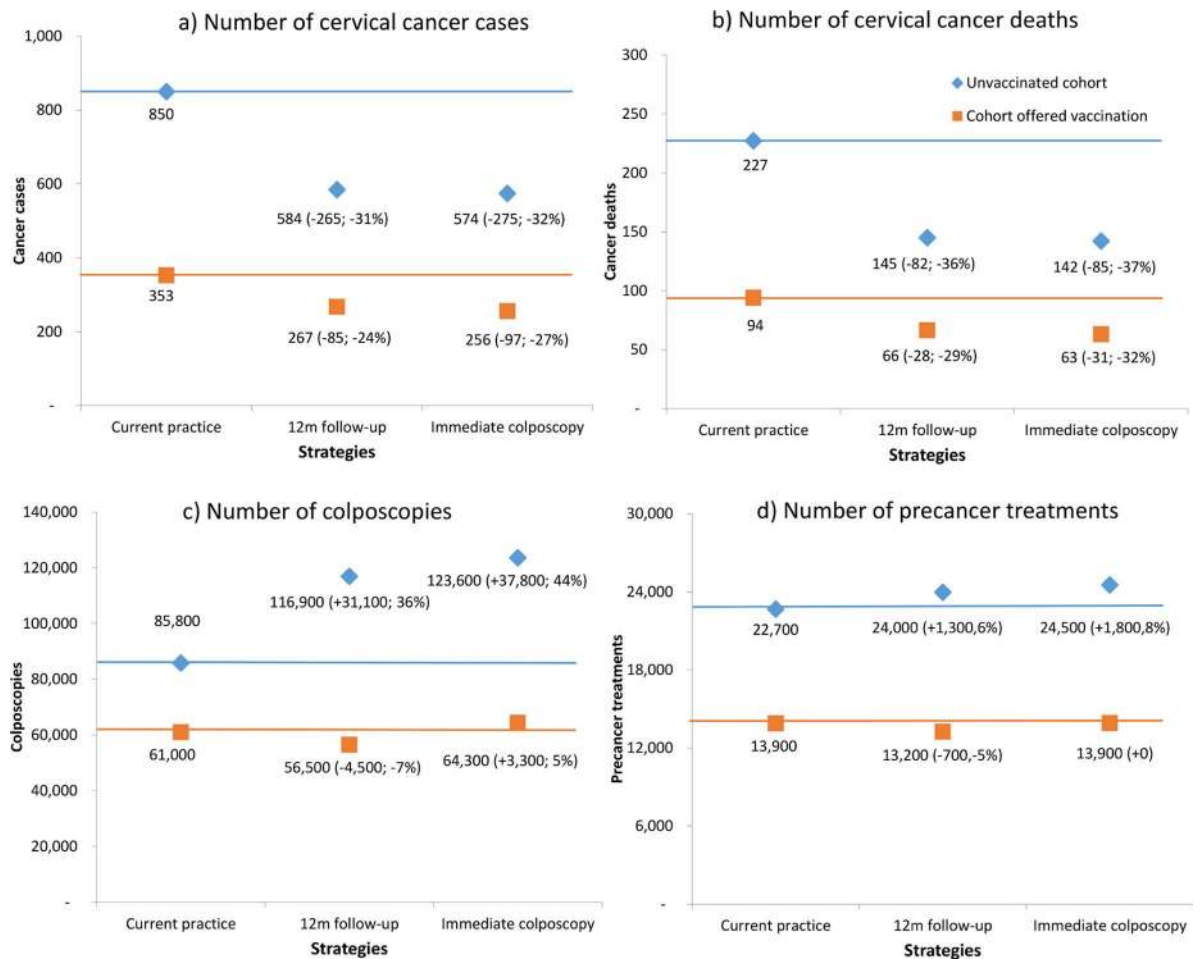 a) Number of cervical cancer cases
1,000
800
600
400
200
-
Cancer cases
850
584 (-265; -31%)
574 (-275; -32%)
353
267 (-85; -24%)
256 (-97; -27%)
Current practice
12m follow-up
Immediate colposcopy
Strategies
b) Number of cervical cancer deaths
300
250
200
150
100
50
-
Cancer deaths
Unvaccinated cohort
Cohort offered vaccination
227
145 (-82; -36%)
142 (-85; -37%)
94
66 (-28; -29%)
63 (-31; -32%)
Current practice
12m follow-up
Immediate colposcopy
Strategies
c) Number of colposcopies
140,000
120,000
100,000
80,000
60,000
40,000
20,000
-
Colposcopies
85,800
116,900 (+31,100; 36%)
123,600 (+37,800; 44%)
61,000
56,500 (-4,500; -7%)
64,300 (+3,300; 5%)
Current practice
12m follow-up
Immediate colposcopy
Strategies
d) Number of precancer treatments
30,000
24,000
18,000
12,000
6,000
-
Precancer treatments
22,700
24,000 (+1,300,6%)
24,500 (+1,800,8%)
13,900
13,200 (-700,-5%)
13,900 (+0)
Current practice
12m follow-up
Immediate colposcopy
Strategies